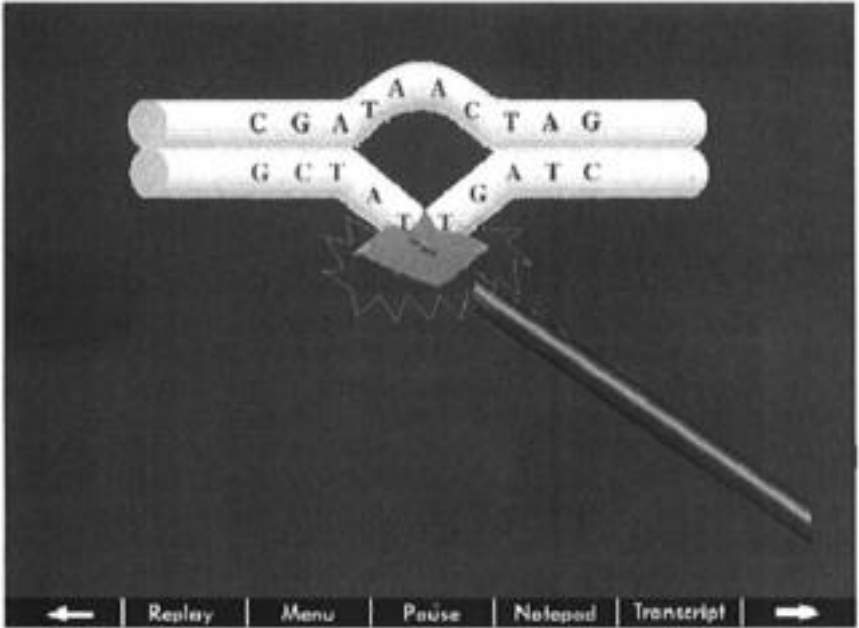 C G A T A A C T A G
G C T A T T G A T C
Replay Menu Pause Notepad Transcript